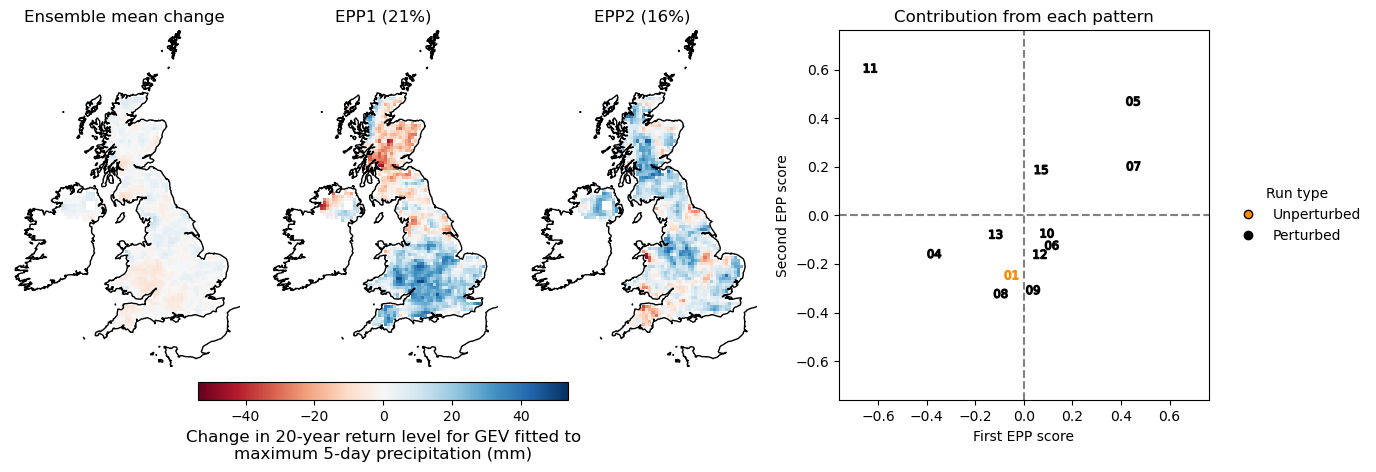 Ensemble mean change
EPP1 (21%)
EPP2 (16%)
Contribution from each pattern
−40
−20
0
20
40
Change in 20-year return level for GEV fitted to
maximum 5-day precipitation (mm)
Second EPP score
0.6
0.4
0.2
0.0
−0.2
−0.4
−0.6
11
05
15
07
13
10
06
04
12
01
08
09
−0.6
−0.4
−0.2
0.0
0.2
0.4
0.6
First EPP score
Run type
Unperturbed
Perturbed